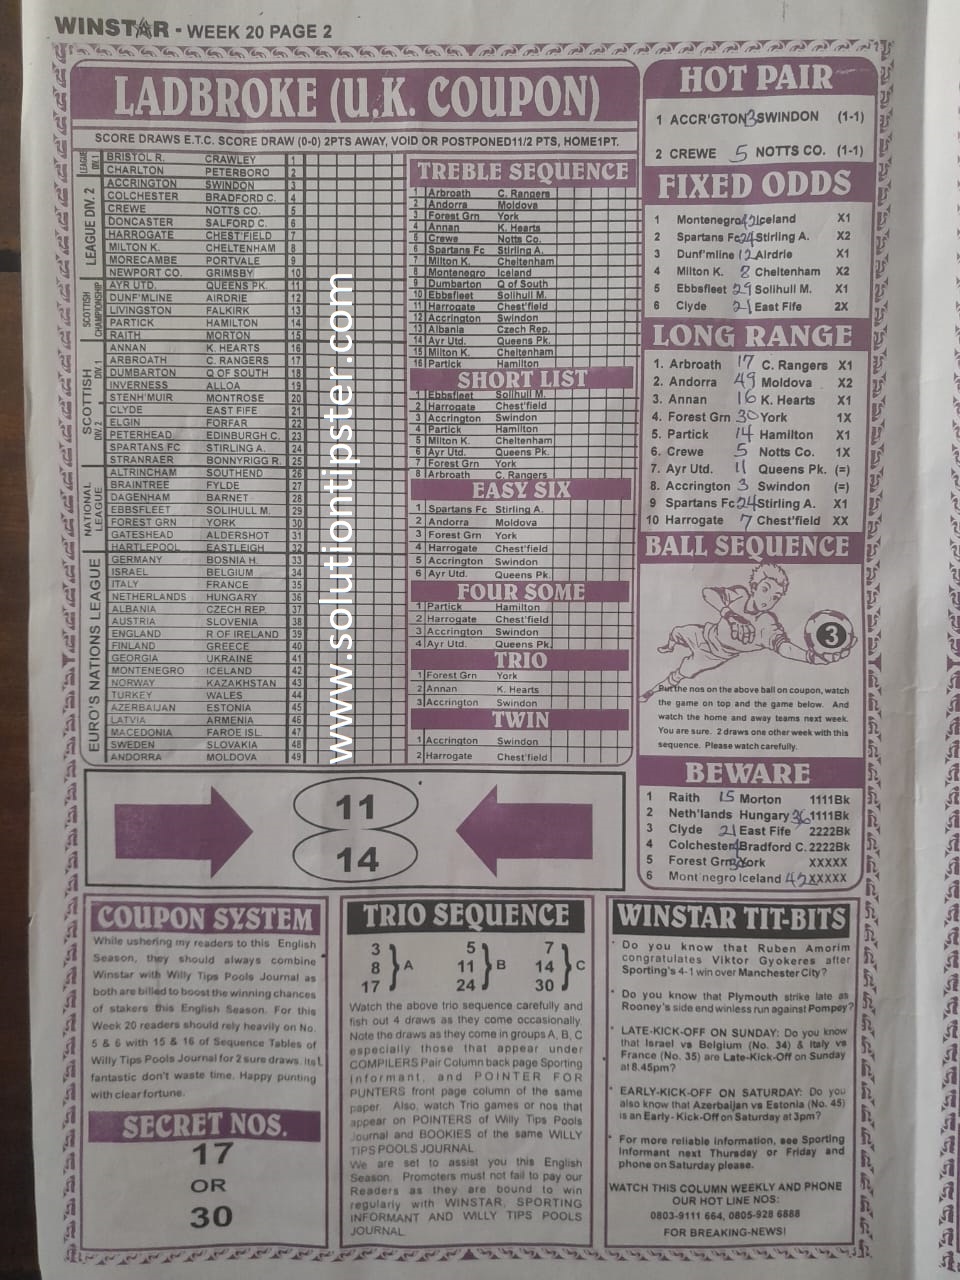 WINSTAR - WEEK 20 PAGE 2
LADBROKE (U.K. COUPON)
SCORE DRAWS E.T.C. SCORE DRAW (0-0) 2PTS AWAY, VOID OR POSTPONED11/2 PTS, HOME1PT.
LEAGUE DIV. 1
BRISTOL R. CRAWLEY 1
CHARLTON PETERBORO 2
LEAGUE DIV. 2
ACCRINGTON SWINDON 3
COLCHESTER BRADFORD C. 4
CREWE NOTTS CO. 5
DONCASTER SALFORD C. 6
HARROGATE CHEST'FIELD 7
MILTON K. CHELTENHAM 8
MORECAMBE PORTVALE 9
NEWPORT CO. GRIMSBY 10
SCOTTISH CHAMPIONSHIP
AYR UTD. QUEENS PK. 11
DUNF'MLINE AIRDRIE 12
LIVINGSTON FALKIRK 13
PARTICK HAMILTON 14
RAITH MORTON 15
SCOTTISH DIV. 1 DIV. 2
ANNAN K. HEARTS 16
ARBROATH C. RANGERS 17
DUMBARTON Q OF SOUTH 18
INVERNESS ALLOA 19
STENH'MUIR MONTROSE 20
CLYDE EAST FIFE 21
ELGIN FORFAR 22
PETERHEAD EDINBURGH C. 23
SPARTANS FC STIRLING A. 24
STRANRAER BONNYRIGG R. 25
NATIONAL LEAGUE
ALTRINCHAM SOUTHEND 26
BRAINTREE FYLDE 27
DAGENHAM BARNET 28
EBBSFLEET SOLIHULL M. 29
FOREST GRN YORK 30
GATESHEAD ALDERSHOT 31
HARTLEPOOL EASTLEIGH 32
EURO'S NATIONS LEAGUE
GERMANY BOSNIA H. 33
ISRAEL BELGIUM 34
ITALY FRANCE 35
NETHERLANDS HUNGARY 36
ALBANIA CZECH REP. 37
AUSTRIA SLOVENIA 38
ENGLAND R OF IRELAND 39
FINLAND GREECE 40
GEORGIA UKRAINE 41
MONTENEGRO ICELAND 42
NORWAY KAZAKHSTAN 43
TURKEY WALES 44
AZERBAIJAN ESTONIA 45
LATVIA ARMENIA 46
MACEDONIA FAROE ISL. 47
SWEDEN SLOVAKIA 48
ANDORRA MOLDOVA 49
www.solutiontipster.com
TREBLE SEQUENCE
1 Arbroath C. Rangers
2 Andorra Moldova
3 Forest Grn York
4 Annan K. Hearts
5 Crewe Notts Co.
6 Spartans Fc Stirling A.
7 Milton K. Cheltenham
8 Montenegro Iceland
9 Dumbarton Q of South
10 Ebbsfleet Solihull M.
11 Harrogate Chest'field
12 Accrington Swindon
13 Albania Czech Rep.
14 Ayr Utd. Queens Pk.
15 Milton K. Cheltenham
16 Partick Hamilton
SHORT LIST
1 Ebbsfleet Solihull M.
2 Harrogate Chest'field
3 Accrington Swindon
4 Partick Hamilton
5 Milton K. Cheltenham
6 Ayr Utd. Queens Pk.
7 Forest Grn York
8 Arbroath C. Rangers
EASY SIX
1 Spartans Fc Stirling A.
2 Andorra Moldova
3 Forest Grn York
4 Harrogate Chest'field
5 Accrington Swindon
6 Ayr Utd. Queens Pk.
FOUR SOME
1 Partick Hamilton
2 Harrogate Chest'field
3 Accrington Swindon
4 Ayr Utd. Queens Pk.
TRIO
1 Forest Grn York
2 Annan K. Hearts
3 Accrington Swindon
TWIN
1 Accrington Swindon
2 Harrogate Chest'field
HOT PAIR
1 ACCR'GTON 3 SWINDON (1-1)
2 CREWE 5 NOTTS CO. (1-1)
FIXED ODDS
1 Montenegro 42 Iceland X1
2 Spartans Fc 24 Stirling A. X2
3 Dunf'mline 12 Airdrie X1
4 Milton K. 8 Cheltenham X2
5 Ebbsfleet 29 Solihull M. X1
6 Clyde 21 East Fife 2X
LONG RANGE
1. Arbroath 17 C. Rangers X1
2. Andorra 49 Moldova X2
3. Annan 16 K. Hearts X1
4. Forest Grn 30 York 1X
5. Partick 14 Hamilton X1
6. Crewe 5 Notts Co. 1X
7. Ayr Utd. 11 Queens Pk. (=)
8. Accrington 3 Swindon (=)
9 Spartans Fc 24 Stirling A. X1
10 Harrogate 7 Chest'field XX
BALL SEQUENCE
3
Put the nos on the above ball on coupon, watch
the game on top and the game below. And
watch the home and away teams next week.
You are sure. 2 draws one other week with this
sequence. Please watch carefully.
BEWARE
1 Raith 15 Morton 1111Bk
2 Neth'lands Hungary 36 1111Bk
3 Clyde 21 East Fife 2222Bk
4 Colchester 4 Bradford C. 2222Bk
5 Forest Grn 30 York XXXXX
6 Mont'negro Iceland 42 XXXXX
11
14
COUPON SYSTEM
While ushering my readers to this English
Season, they should always combine
Winstar with Willy Tips Pools Journal as
both are billed to boost the winning chances
of stakers this English Season. For this
Week 20 readers should rely heavily on No.
5 & 6 with 15 & 16 of Sequence Tables of
Willy Tips Pools Journal for 2 sure draws. Its
fantastic don't waste time. Happy punting
with clear fortune.
SECRET NOS.
17
OR
30
TRIO SEQUENCE
3 8 17 } A
5 11 24 } B
7 14 30 } C
Watch the above trio sequence carefully and
fish out 4 draws as they come occasionally.
Note the draws as they come in groups A, B, C
especially those that appear under
COMPILERS Pair Column back page Sporting
Informant, and POINTER FOR
PUNTERS front page column of the same
paper. Also, watch Trio games or nos that
appear on POINTERS of Willy Tips Pools
Journal and BOOKIES of the same WILLY
TIPS POOLS JOURNAL.
We are set to assist you this English
Season. Promoters must not fail to pay our
Readers as they are bound to win
regularly with WINSTAR, SPORTING
INFORMANT AND WILLY TIPS POOLS
JOURNAL.
WINSTAR TIT-BITS
* Do you know that Ruben Amorim
congratulates Viktor Gyokeres after
Sporting's 4-1 win over Manchester City?
* Do you know that Plymouth strike late as
Rooney's side end winless run against Pompey?
* LATE-KICK-OFF ON SUNDAY: Do you know
that Israel vs Belgium (No. 34) & Italy vs
France (No. 35) are Late-Kick-Off on Sunday
at 8.45pm?
* EARLY-KICK-OFF ON SATURDAY: Do you
also know that Azerbaijan vs Estonia (No. 45)
is an Early- Kick-Off on Saturday at 3pm?
* For more reliable information, see Sporting
Informant next Thursday or Friday and
phone on Saturday please.
WATCH THIS COLUMN WEEKLY AND PHONE
OUR HOT LINE NOS:
0803-9111 664, 0805-928 6888
FOR BREAKING-NEWS!